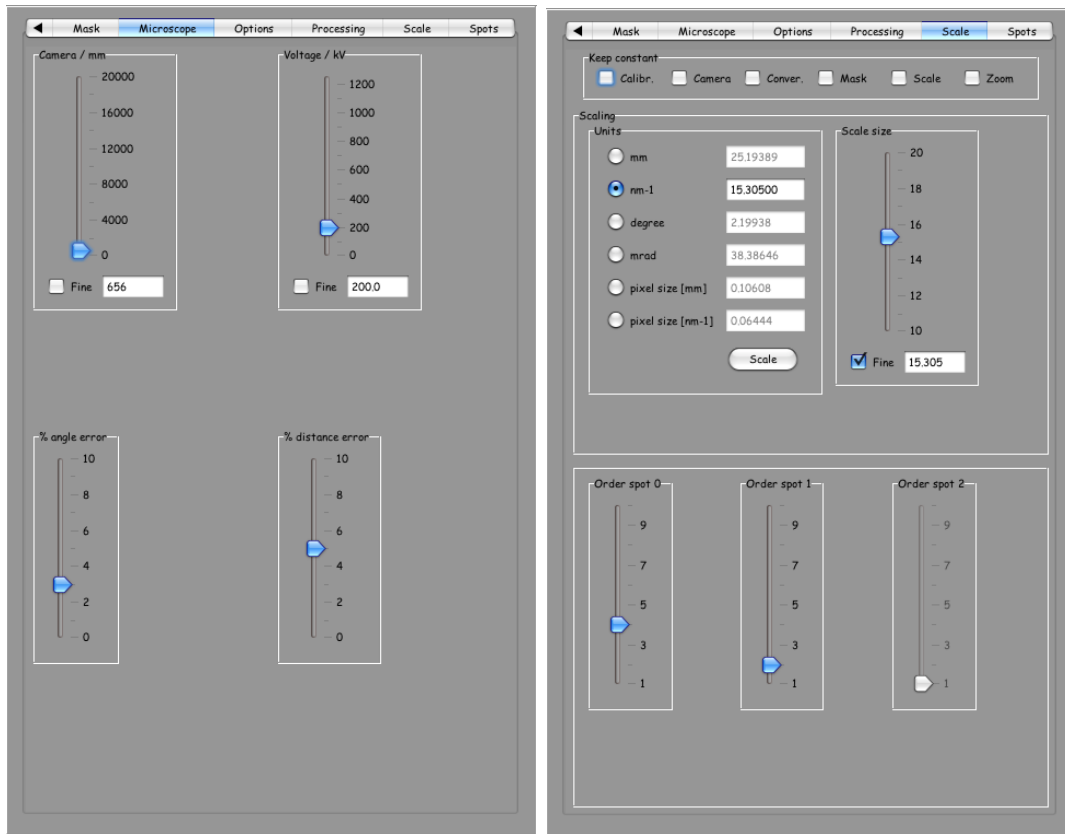 ◀ Mask Microscope Options Processing Scale Spots
Camera / mm
20000
16000
12000
8000
4000
0
Fine 656
Voltage / kV
1200
1000
800
600
400
200
0
Fine 200.0
% angle error
10
8
6
4
2
0
% distance error
10
8
6
4
2
0
◀ Mask Microscope Options Processing Scale Spots
Keep constant
Calibr. Camera Conver. Mask Scale Zoom
Scaling
Units
mm 25.19389
nm-1 15.30500
degree 2.19938
mrad 38.38646
pixel size [mm] 0.10608
pixel size [nm-1] 0.06444
Scale
Scale size
20
18
16
14
12
10
Fine 15.305
Order spot 0
9
7
5
3
1
Order spot 1
9
7
5
3
1
Order spot 2
9
7
5
3
1